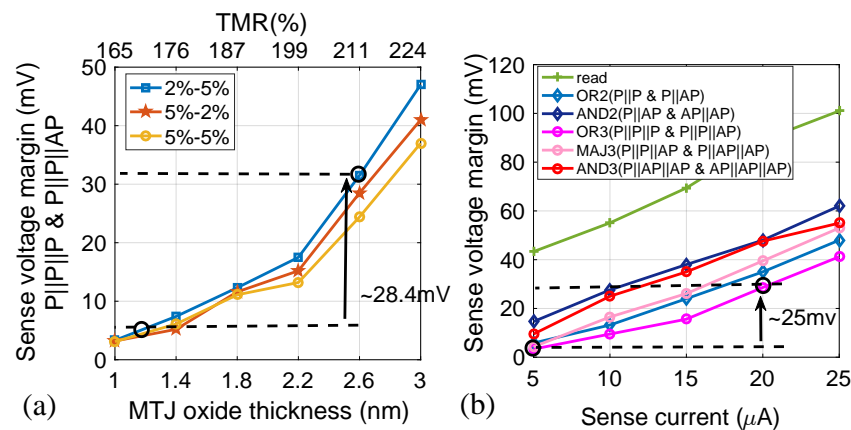 TMR(%)
165 176 187 199 211 224
50
40
30
20
10
0
Sense voltage margin (mV)
P||P||P & P||P||AP
2%-5%
5%-2%
5%-5%
~28.4mV
1 1.4 1.8 2.2 2.6 3
(a) MTJ oxide thickness (nm)
120
100
80
60
40
20
0
Sense voltage margin (mV)
read
OR2(P||P & P||AP)
AND2(P||AP & AP||AP)
OR3(P||P||P & P||P||AP)
MAJ3(P||P||AP & P||AP||AP)
AND3(P||AP||AP & AP||AP||AP)
~25mv
5 10 15 20 25
(b) Sense current (μA)